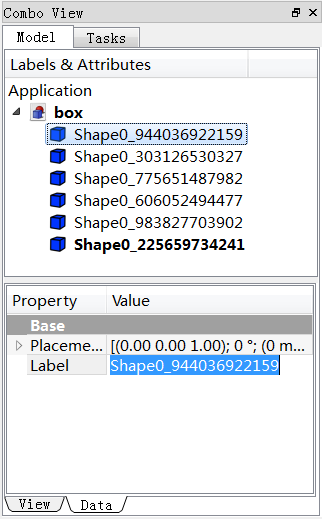 Combo View
Model Tasks
Labels & Attributes
Application
box
Shape0_944036922159
Shape0_303126530327
Shape0_775651487982
Shape0_606052494477
Shape0_983827703902
Shape0_225659734241
Property Value
Base
Placeme... [(0.00 0.00 1.00); 0 °; (0 m...
Label Shape0_944036922159
View Data